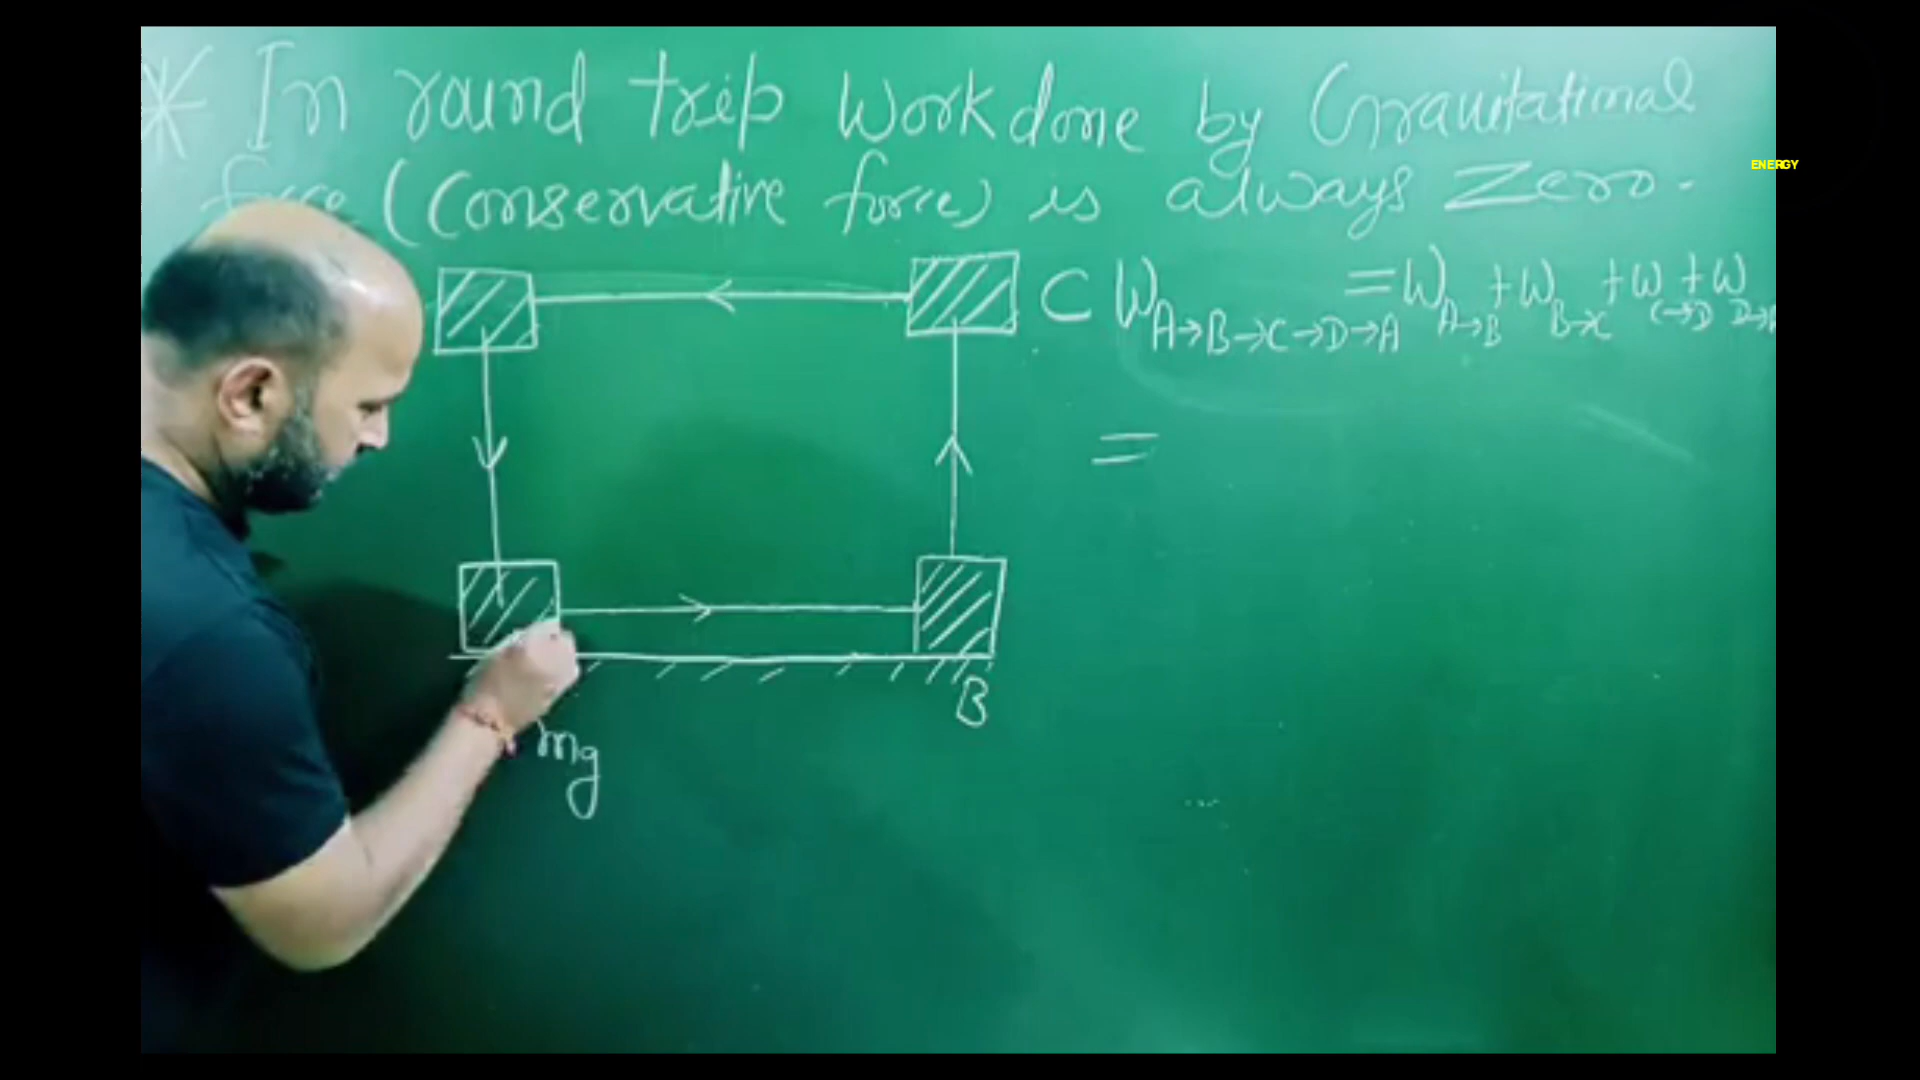 * In round trip Work done by Gravitational
force (Conservative force) is always Zero.
ENERGY
C W A→B→C→D→A = W A→B + W B→C + W C→D + W D→A
=
B
mg